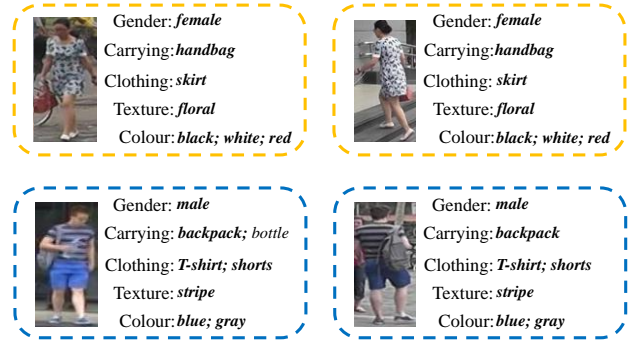 Gender: female
Carrying: handbag
Clothing: skirt
Texture: floral
Colour: black; white; red
Gender: female
Carrying: handbag
Clothing: skirt
Texture: floral
Colour: black; white; red
Gender: male
Carrying: backpack; bottle
Clothing: T-shirt; shorts
Texture: stripe
Colour: blue; gray
Gender: male
Carrying: backpack
Clothing: T-shirt; shorts
Texture: stripe
Colour: blue; gray